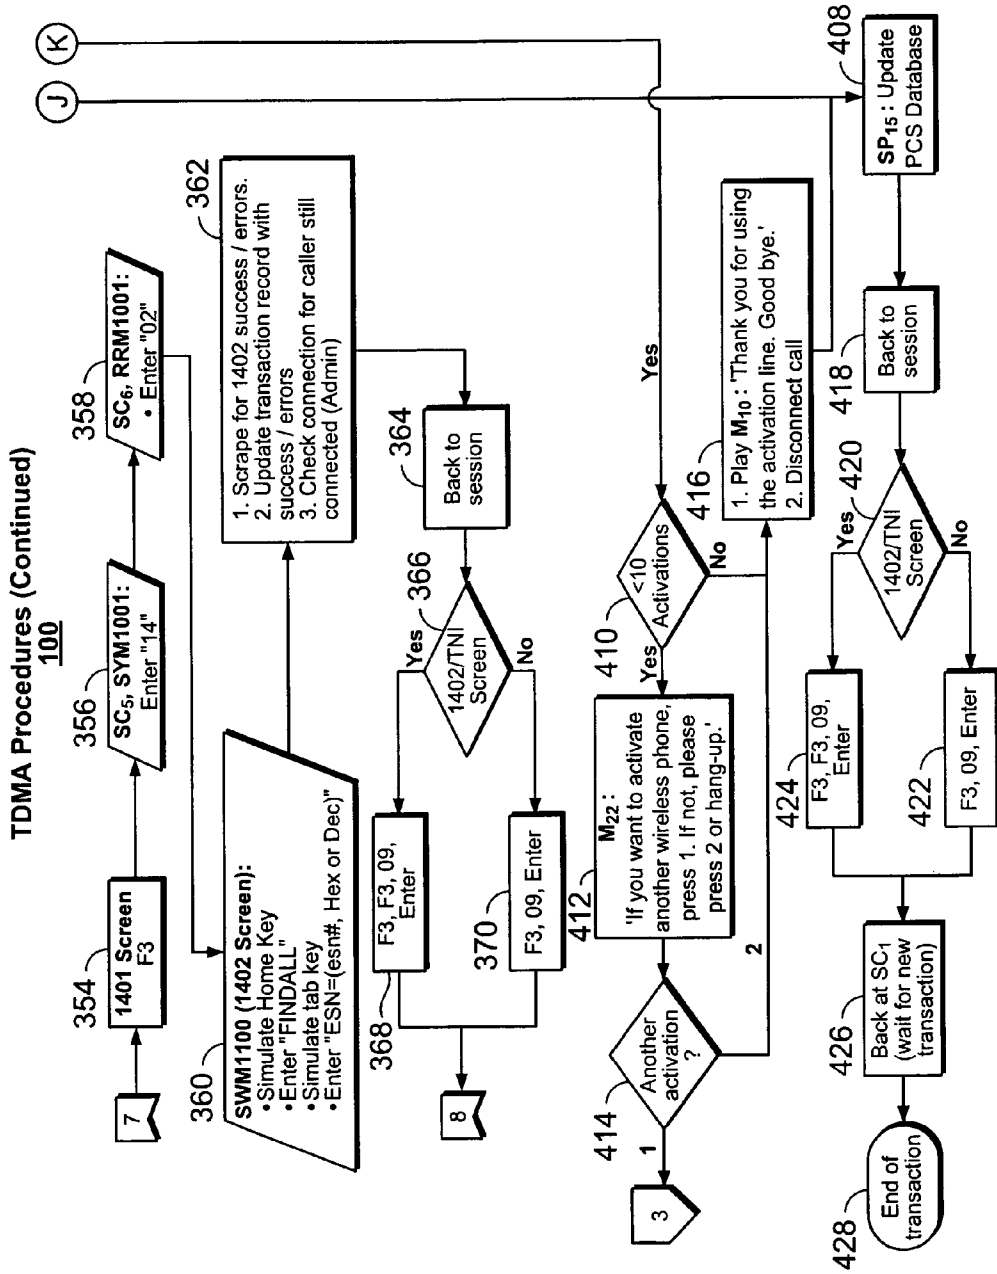 TDMA Procedures (Continued)
100
7
354
1401 Screen
F3
356
SC5, SYM1001:
Enter "14"
358
SC6, RRM1001:
• Enter "02"
360
SWM1100 (1402 Screen):
• Simulate Home Key
• Enter "FINDALL"
• Simulate tab key
• Enter "ESN=(esn#, Hex or Dec)"
362
1. Scrape for 1402 success / errors.
2. Update transaction record with
success / errors
3. Check connection for caller still
connected (Admin)
364
Back to
session
366
1402/TNI
Screen
Yes
No
368
F3, F3, 09,
Enter
370
F3, 09, Enter
8
J
K
Yes
410
<10
Activations
Yes
No
412
M22 :
'If you want to activate
another wireless phone,
press 1. If not, please
press 2 or hang-up.'
414
Another
activation
?
1
2
3
416
1. Play M10 : 'Thank you for using
the activation line. Good bye.'
2. Disconnect call
408
SP15 : Update
PCS Database
418
Back to
session
420
1402/TNI
Screen
Yes
No
424
F3, F3, 09,
Enter
422
F3, 09, Enter
426
Back at SC1
(wait for new
transaction)
428
End of
transaction